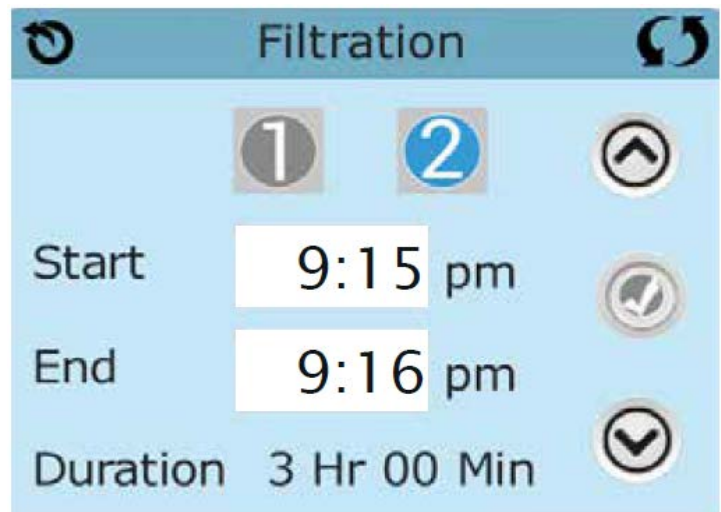 Filtration
1 2
Start 9:15 pm
End 9:16 pm
Duration 3 Hr 00 Min